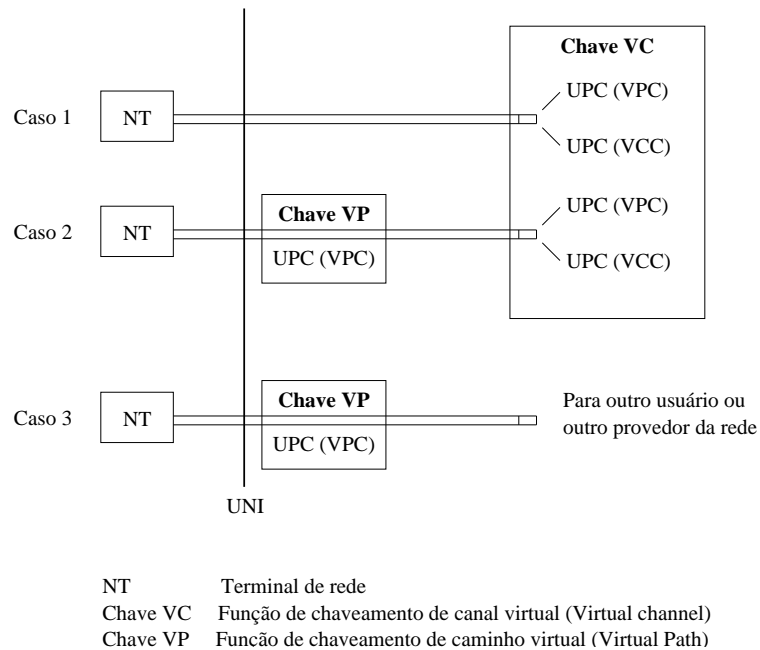 Chave VC
UPC (VPC)
Caso 1
NT
UPC (VCC)
UPC (VPC)
Chave VP
Caso 2
NT
UPC (VPC)
UPC (VCC)
Chave VP
Caso 3
NT
UPC (VPC)
Para outro usuário ou
outro provedor da rede
UNI
NT Terminal de rede
Chave VC Função de chaveamento de canal virtual (Virtual channel)
Chave VP Função de chaveamento de caminho virtual (Virtual Path)